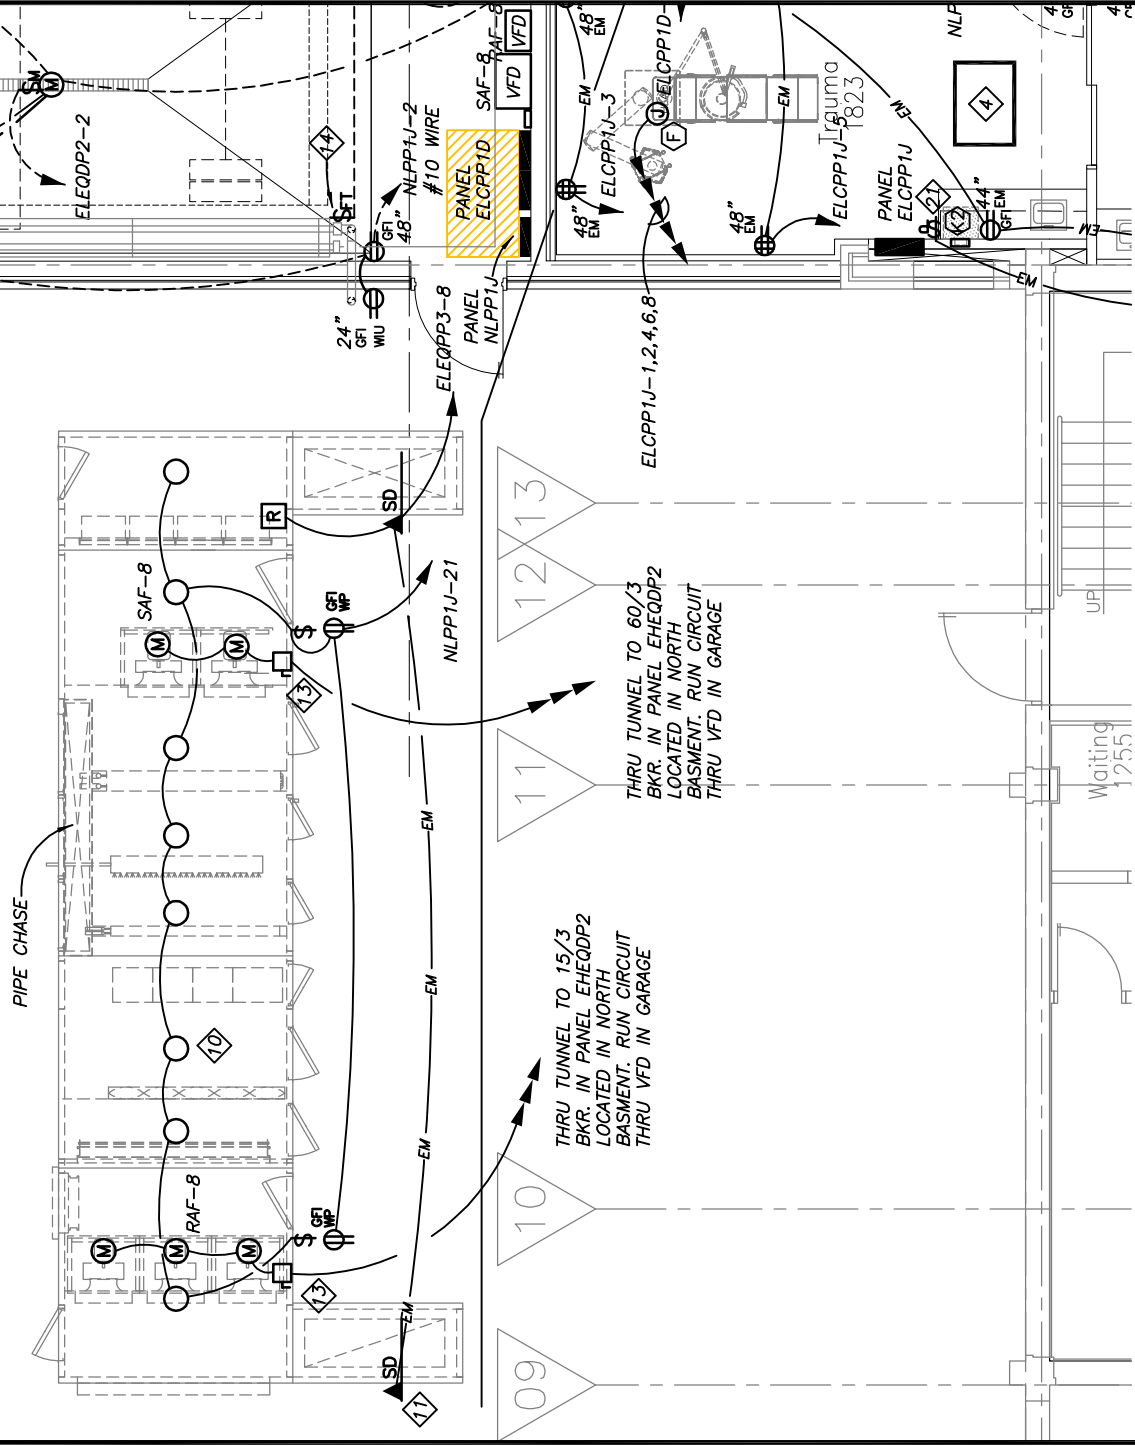 SM
M
ELEQDP2-2
14
SFT
GFI
48"
NLPP1J-2
#10 WIRE
24"
GFI
WIU
PANEL
ELCPP1D
SAF-8
RAF-8
VFD
VFD
PANEL
NLPP1J
ELEQPP3-8
48"
EM
EM
ELCPP1J-3
48"
EM
ELCPP1D-
J
F
EM
48"
EM
Trauma
1823
ELCPP1J-5
ELCPP1J-1,2,4,6,8
PANEL
ELCPP1J
EM
NLP
4
21
K2
44"
EM
GFI
EM
EM
SD
R
SAF-8
M
M
S
GFI
WP
13
NLPP1J-21
13
12
THRU TUNNEL TO 60/3
BKR. IN PANEL EHEQDP2
LOCATED IN NORTH
BASMENT. RUN CIRCUIT
THRU VFD IN GARAGE
11
UP
Waiting
1255
PIPE CHASE
EM
EM
EM
10
THRU TUNNEL TO 15/3
BKR. IN PANEL EHEQDP2
LOCATED IN NORTH
BASMENT. RUN CIRCUIT
THRU VFD IN GARAGE
10
RAF-8
M
M
M
S
GFI
WP
13
EM
SD
11
09